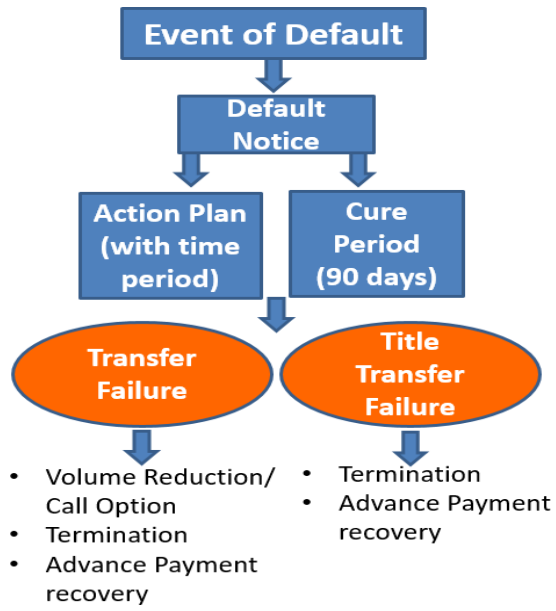 Event of Default
Default
Notice
Action Plan
(with time
period)
Cure
Period
(90 days)
Transfer
Failure
Title
Transfer
Failure
• Volume Reduction/
Call Option
• Termination
• Advance Payment
recovery
• Termination
• Advance Payment
recovery